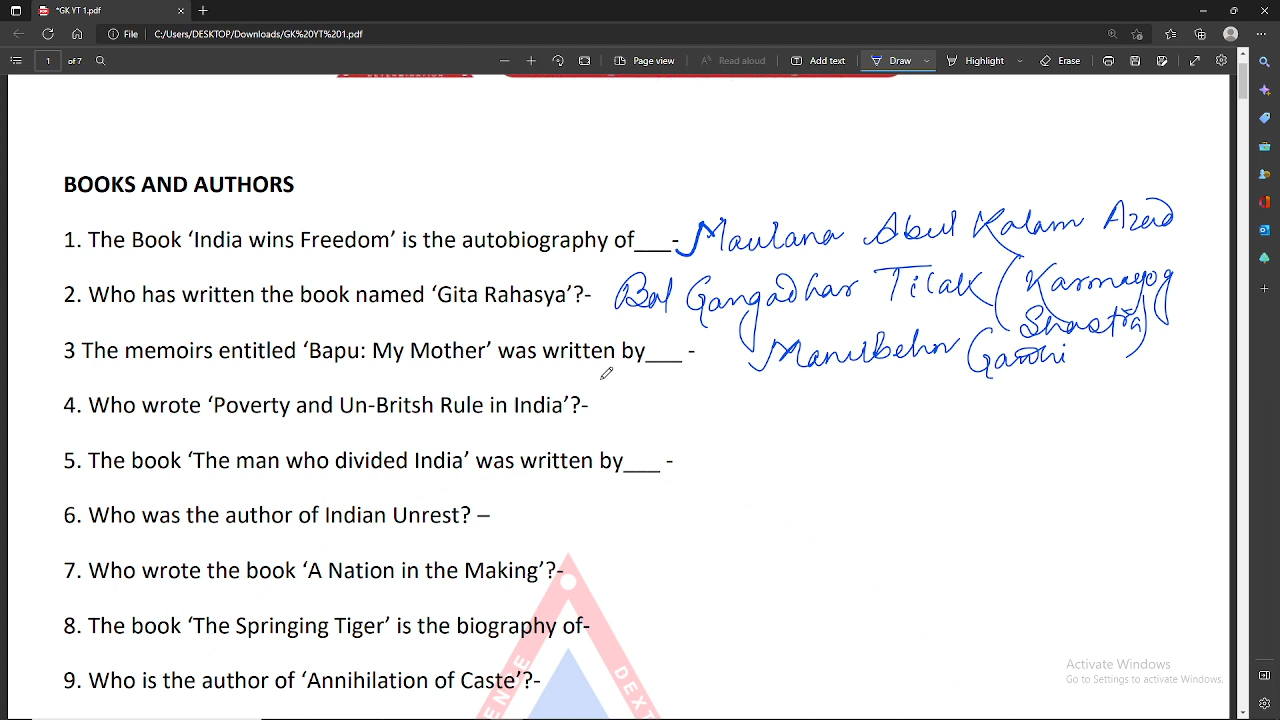 *GK YT 1.pdf
File C:/Users/DESKTOP/Downloads/GK%20YT%201.pdf
1 of 7 Page view Read aloud Add text Draw Highlight Erase
BOOKS AND AUTHORS
1. The Book ‘India wins Freedom’ is the autobiography of___- Maulana Abul Kalam Azad
2. Who has written the book named ‘Gita Rahasya’?- Bal Gangadhar Tilak (Karmayog
Shastra)
3 The memoirs entitled ‘Bapu: My Mother’ was written by___ - Manubehn Gandhi
4. Who wrote ‘Poverty and Un-Britsh Rule in India’?-
5. The book ‘The man who divided India’ was written by___ -
6. Who was the author of Indian Unrest? –
7. Who wrote the book ‘A Nation in the Making’?-
8. The book ‘The Springing Tiger’ is the biography of-
9. Who is the author of ‘Annihilation of Caste’?-
ENCE
DEXT
Activate Windows
Go to Settings to activate Windows.